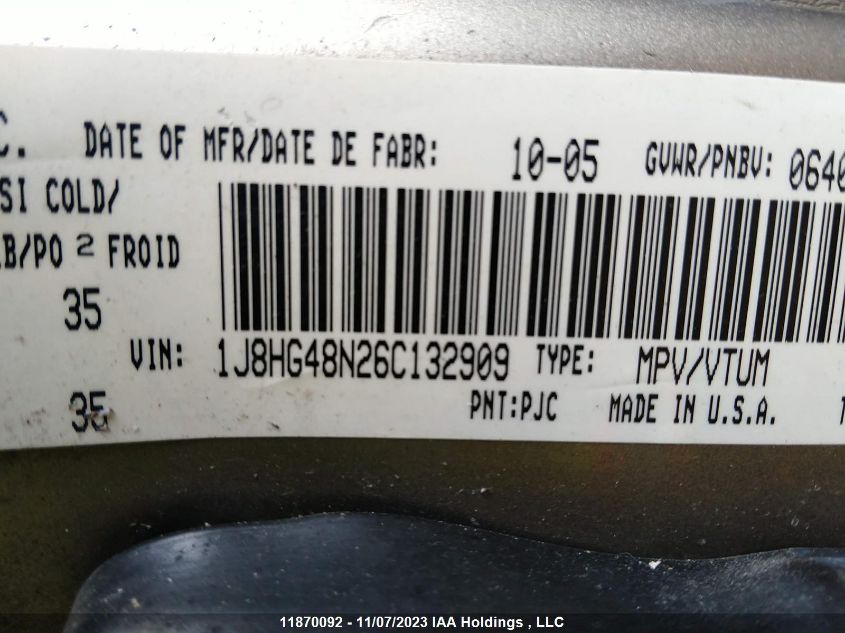 C. DATE OF MFR/DATE DE FABR: 10-05 GVWR/PNBV: 0640
SI COLD/
LB/PO 2 FROID
35
VIN: 1J8HG48N26C132909 TYPE: MPV/VTUM
35 PNT:PJC MADE IN U.S.A.
11870092 - 11/07/2023 IAA Holdings , LLC